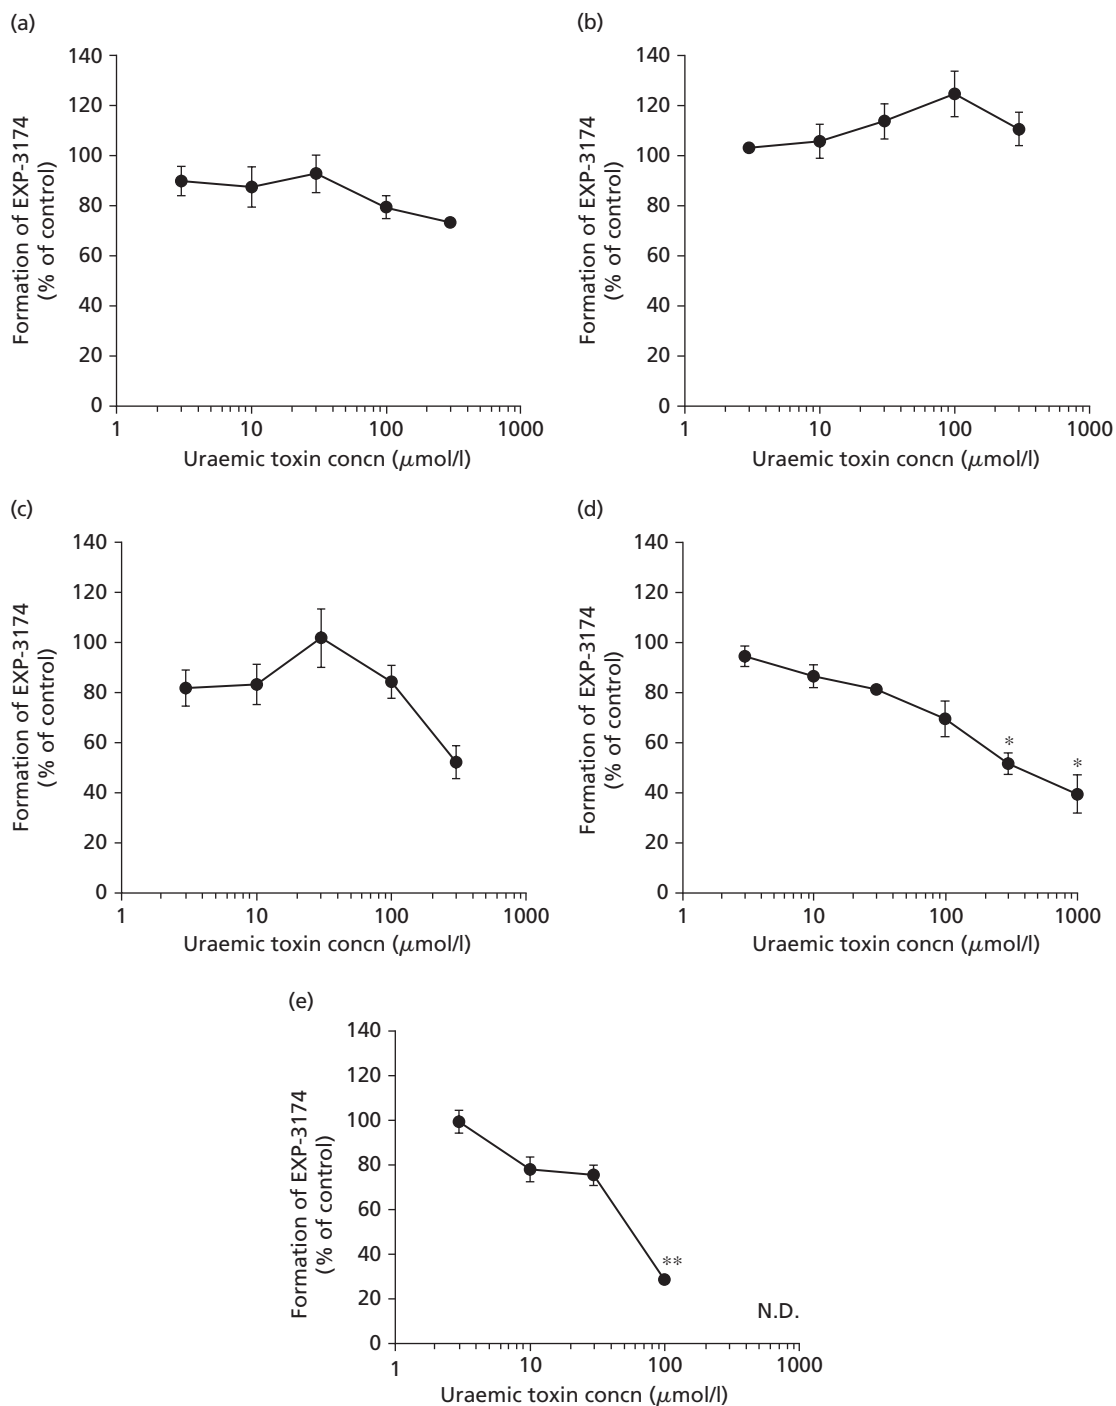 (a)
140
120
100
80
60
40
20
0
Formation of EXP-3174
(% of control)
1 10 100 1000
Uraemic toxin concn (μmol/l)
(b)
140
120
100
80
60
40
20
0
Formation of EXP-3174
(% of control)
1 10 100 1000
Uraemic toxin concn (μmol/l)
(c)
140
120
100
80
60
40
20
0
Formation of EXP-3174
(% of control)
1 10 100 1000
Uraemic toxin concn (μmol/l)
(d)
140
120
100
80
60
40
20
0
Formation of EXP-3174
(% of control)
*
*
1 10 100 1000
Uraemic toxin concn (μmol/l)
(e)
140
120
100
80
60
40
20
0
Formation of EXP-3174
(% of control)
**
N.D.
1 10 100 1000
Uraemic toxin concn (μmol/l)